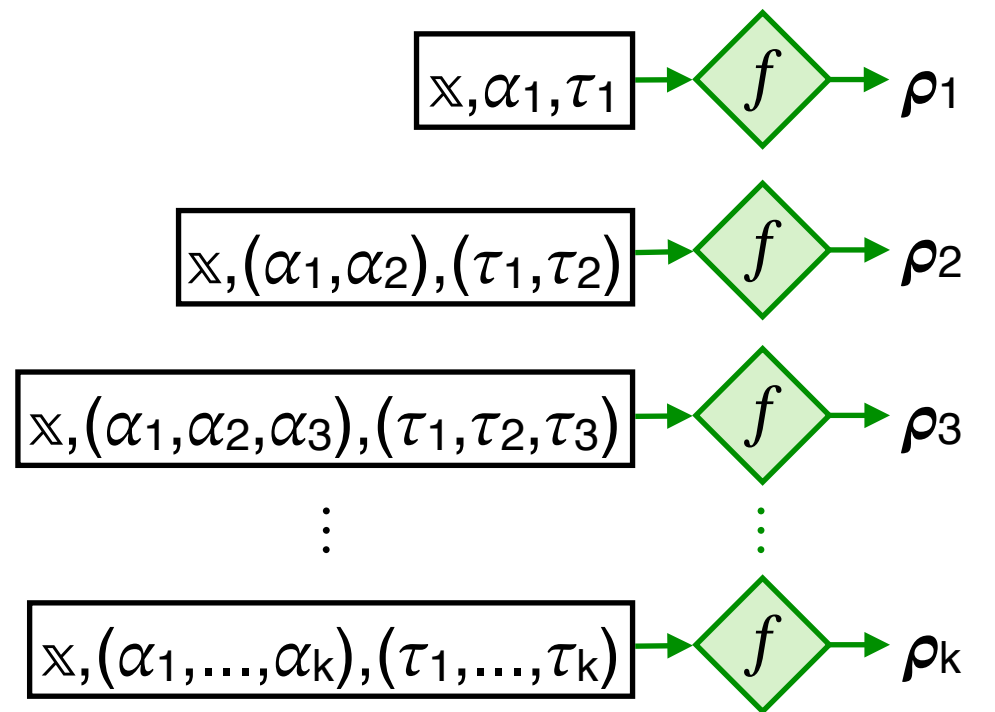 𝕩,α₁,τ₁ f ρ₁
𝕩,(α₁,α₂),(τ₁,τ₂) f ρ₂
𝕩,(α₁,α₂,α₃),(τ₁,τ₂,τ₃) f ρ₃
⋮ ⋮
𝕩,(α₁,...,αₖ),(τ₁,...,τₖ) f ρₖ